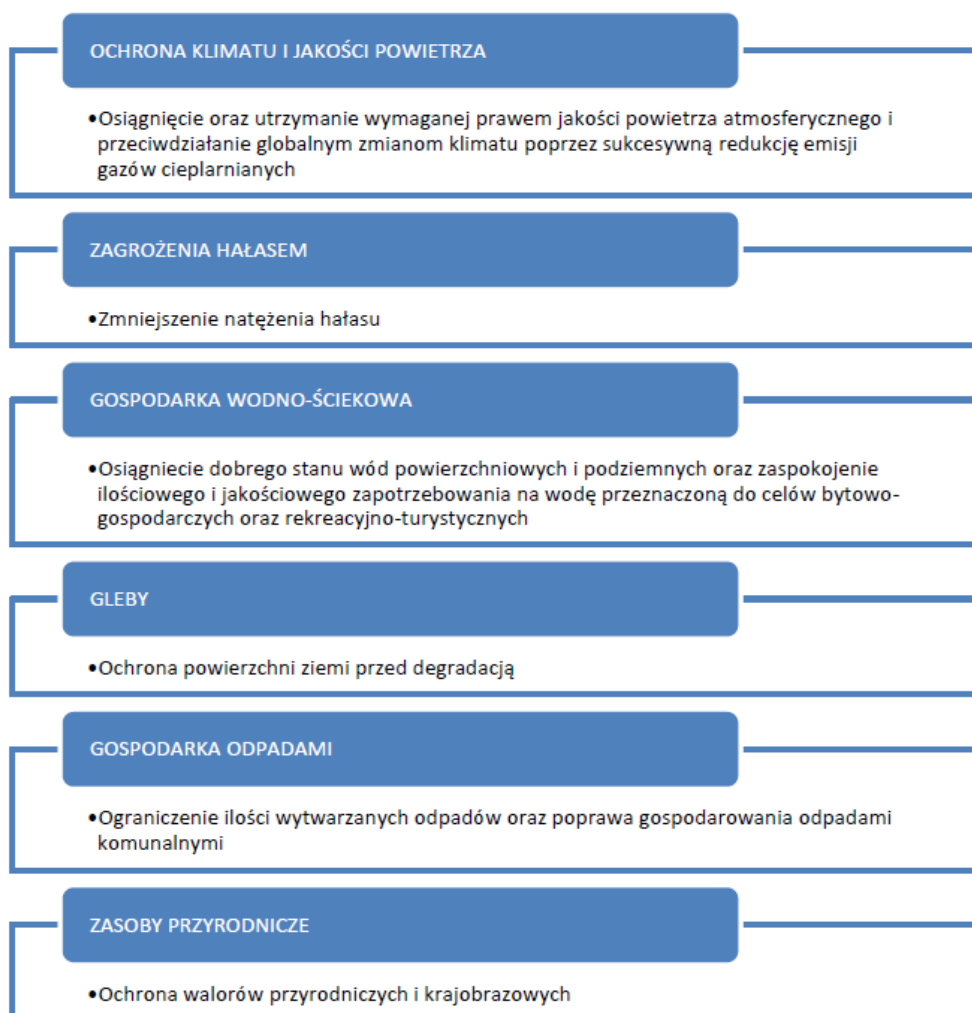 OCHRONA KLIMATU I JAKOŚCI POWIETRZA
•Osiągnięcie oraz utrzymanie wymaganej prawem jakości powietrza atmosferycznego i
przeciwdziałanie globalnym zmianom klimatu poprzez sukcesywną redukcję emisji
gazów cieplarnianych
ZAGROŻENIA HAŁASEM
•Zmniejszenie natężenia hałasu
GOSPODARKA WODNO-ŚCIEKOWA
•Osiągniecie dobrego stanu wód powierzchniowych i podziemnych oraz zaspokojenie
ilościowego i jakościowego zapotrzebowania na wodę przeznaczoną do celów bytowo-
gospodarczych oraz rekreacyjno-turystycznych
GLEBY
•Ochrona powierzchni ziemi przed degradacją
GOSPODARKA ODPADAMI
•Ograniczenie ilości wytwarzanych odpadów oraz poprawa gospodarowania odpadami
komunalnymi
ZASOBY PRZYRODNICZE
•Ochrona walorów przyrodniczych i krajobrazowych